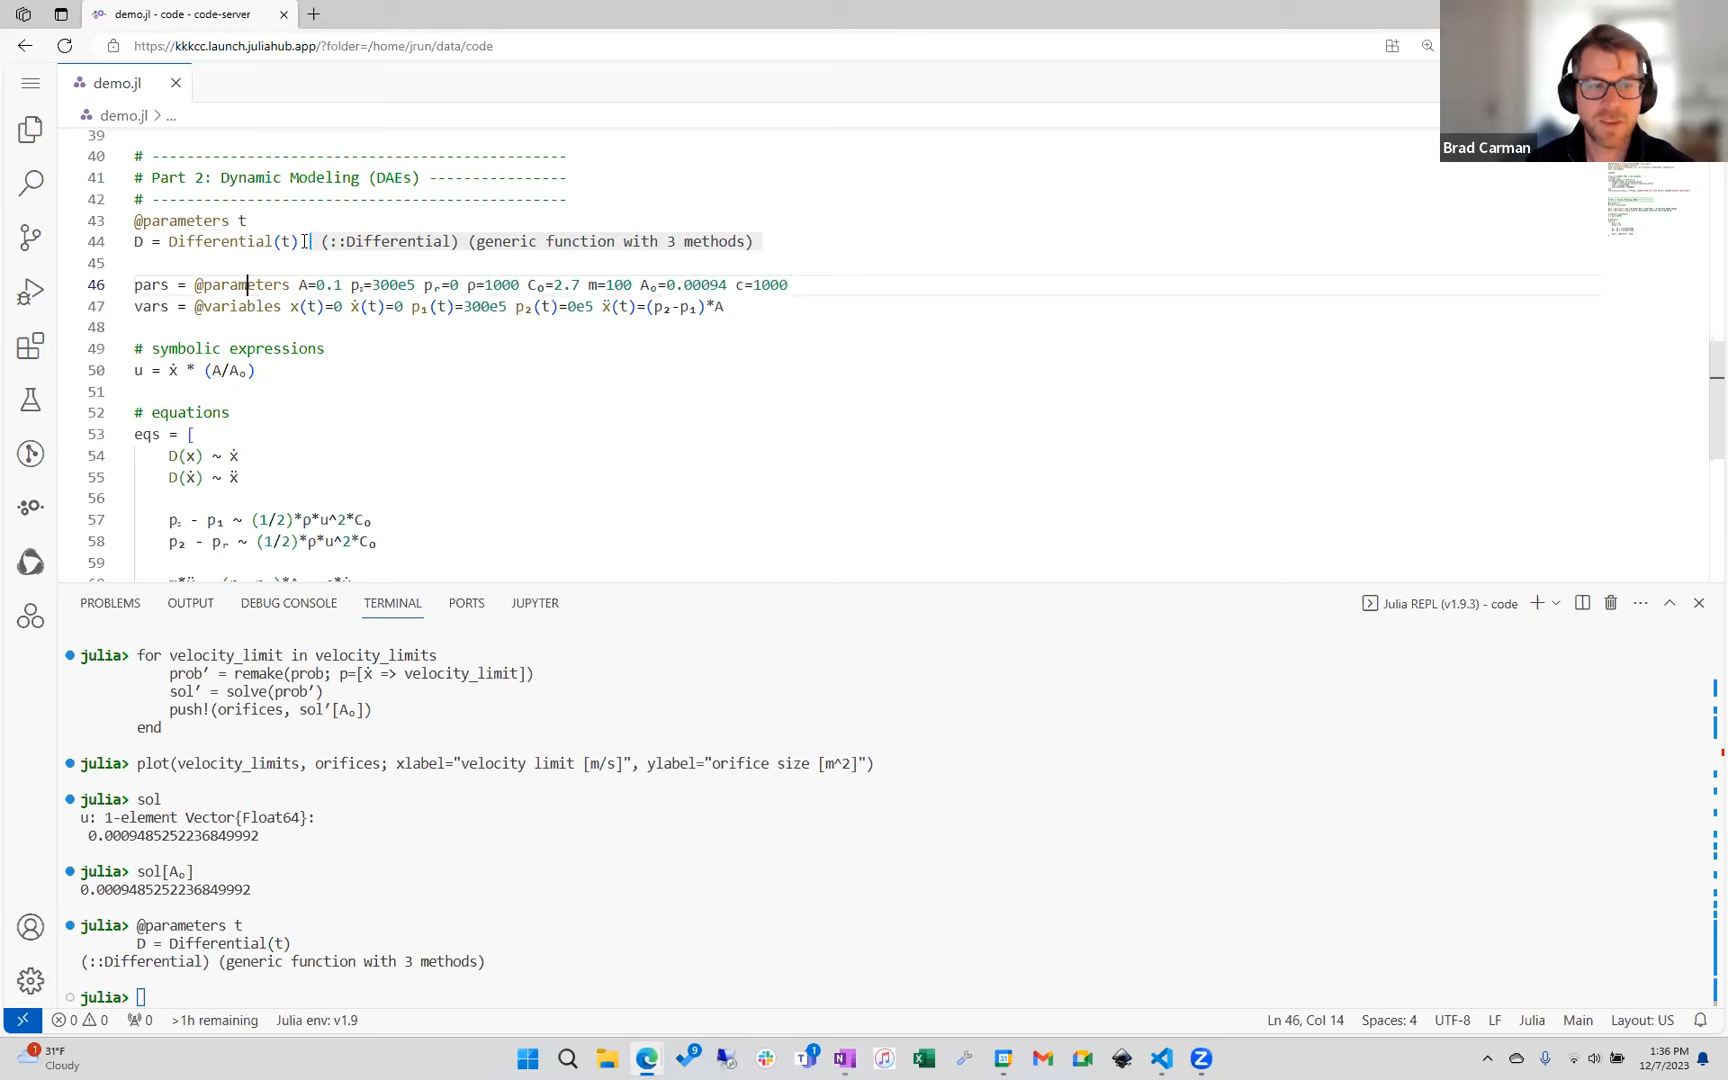 demo.jl - code - code-server
https://kkkcc.launch.juliahub.app/?folder=/home/jrun/data/code
demo.jl
demo.jl > ...
39
40 # ------------------------------------------------
41 # Part 2: Dynamic Modeling (DAEs) ----------------
42 # ------------------------------------------------
43 @parameters t
44 D = Differential(t) (::Differential) (generic function with 3 methods)
45
46 pars = @parameters A=0.1 pₛ=300e5 pᵣ=0 ρ=1000 C₀=2.7 m=100 Aₒ=0.00094 c=1000
47 vars = @variables x(t)=0 ẋ(t)=0 p₁(t)=300e5 p₂(t)=0e5 ẍ(t)=(p₂-p₁)*A
48
49 # symbolic expressions
50 u = ẋ * (A/Aₒ)
51
52 # equations
53 eqs = [
54 D(x) ~ ẋ
55 D(ẋ) ~ ẍ
56
57 pₛ - p₁ ~ (1/2)*ρ*u^2*C₀
58 p₂ - pᵣ ~ (1/2)*ρ*u^2*C₀
59
Brad Carman
PROBLEMS OUTPUT DEBUG CONSOLE TERMINAL PORTS JUPYTER
Julia REPL (v1.9.3) - code
julia> for velocity_limit in velocity_limits
prob′ = remake(prob; p=[ẋ => velocity_limit])
sol′ = solve(prob′)
push!(orifices, sol′[Aₒ])
end
julia> plot(velocity_limits, orifices; xlabel="velocity limit [m/s]", ylabel="orifice size [m^2]")
julia> sol
u: 1-element Vector{Float64}:
0.0009485252236849992
julia> sol[Aₒ]
0.0009485252236849992
julia> @parameters t
D = Differential(t)
(::Differential) (generic function with 3 methods)
julia>
0 0 0 >1h remaining Julia env: v1.9
Ln 46, Col 14 Spaces: 4 UTF-8 LF Julia Main Layout: US
1
31°F
Cloudy
9
1
1:36 PM
12/7/2023